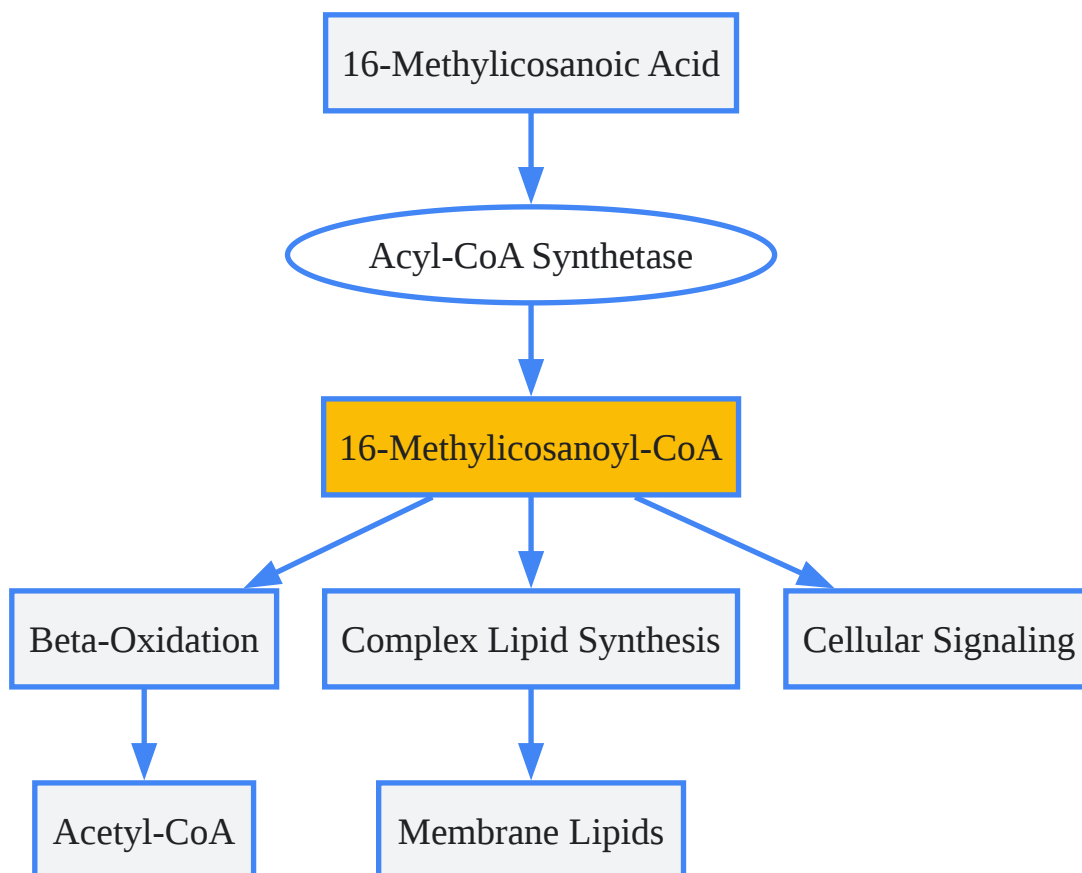 16-Methylicosanoic Acid
Acyl-CoA Synthetase
16-Methylicosanoyl-CoA
Beta-Oxidation
Complex Lipid Synthesis
Cellular Signaling
Acetyl-CoA
Membrane Lipids